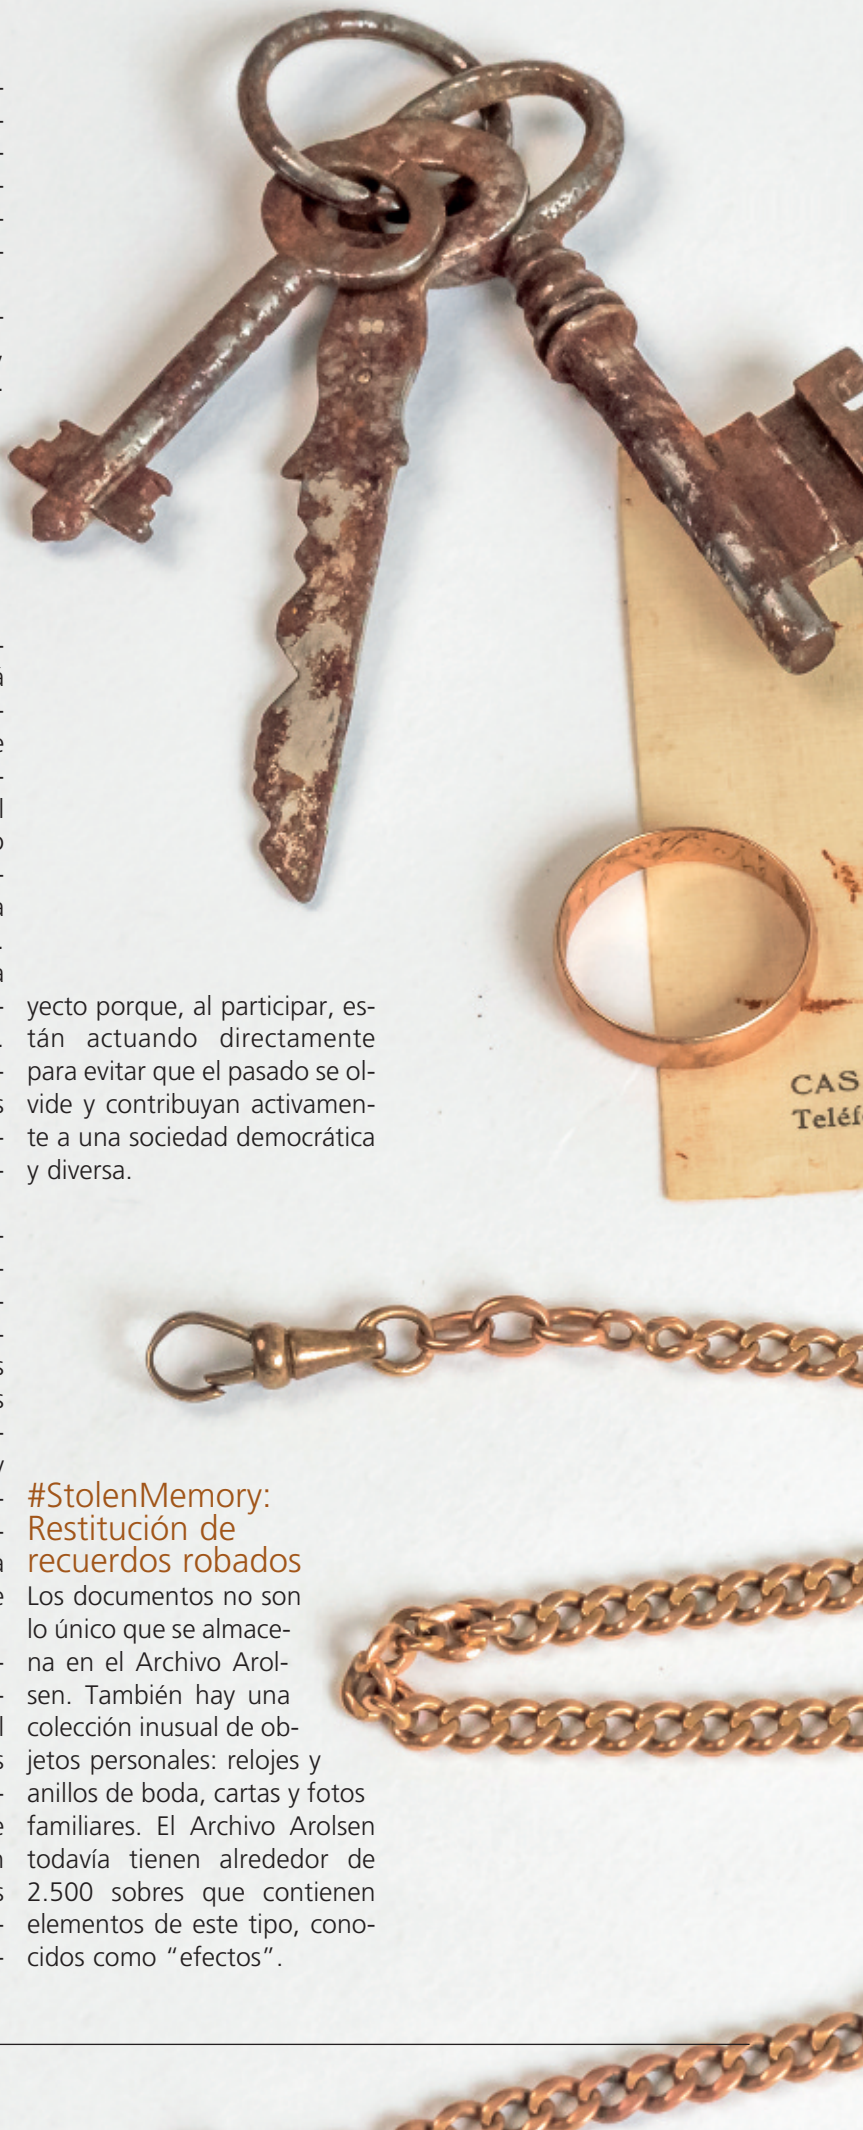 yecto porque, al participar, es-
tán actuando directamente
para evitar que el pasado se ol-
vide y contribuyan activamen-
te a una sociedad democrática
y diversa.
#StolenMemory:
Restitución de
recuerdos robados
Los documentos no son
lo único que se almace-
na en el Archivo Arol-
sen. También hay una
colección inusual de ob-
jetos personales: relojes y
anillos de boda, cartas y fotos
familiares. El Archivo Arolsen
todavía tienen alrededor de
2.500 sobres que contienen
elementos de este tipo, cono-
cidos como “efectos”.
CAS
Teléf